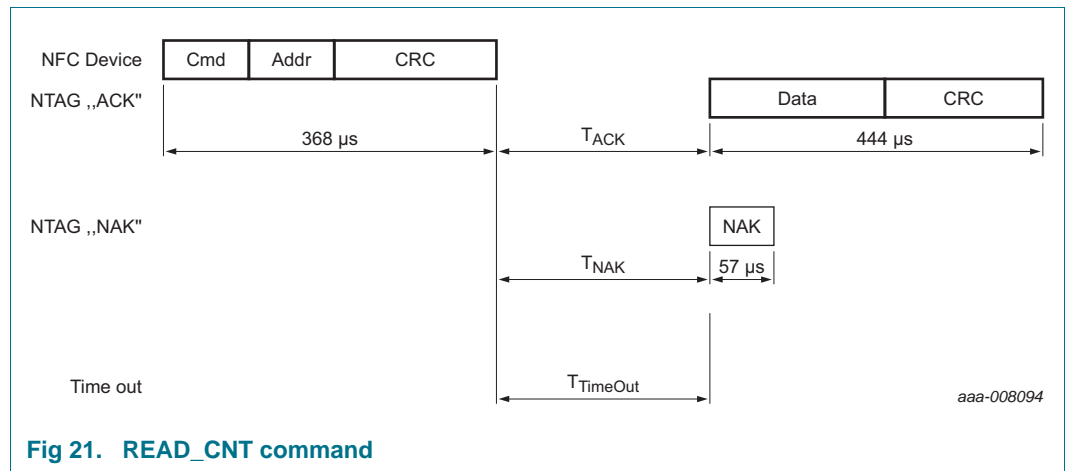 NFC Device Cmd Addr CRC
NTAG ,,ACK" Data CRC
368 µs TACK 444 µs
NTAG ,,NAK" NAK
TNAK 57 µs
Time out TTimeOut aaa-008094
Fig 21. READ_CNT command